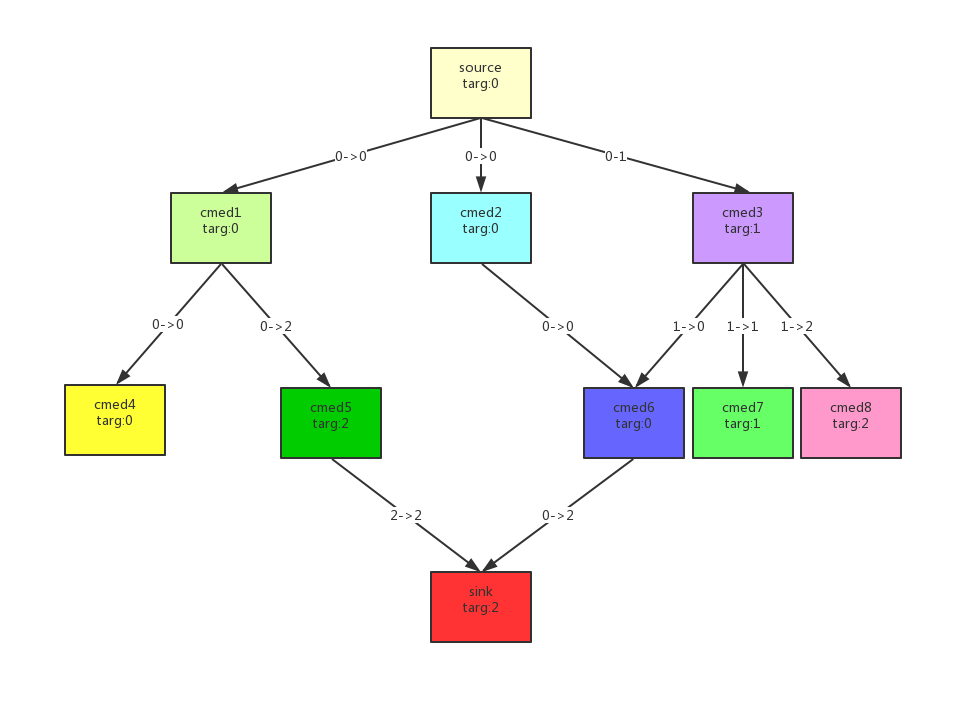 source
targ:0
0->0
0->0
0-1
cmed1
targ:0
cmed2
targ:0
cmed3
targ:1
0->0
0->2
0->0
1->0
1->1
1->2
cmed4
targ:0
cmed5
targ:2
cmed6
targ:0
cmed7
targ:1
cmed8
targ:2
2->2
0->2
sink
targ:2